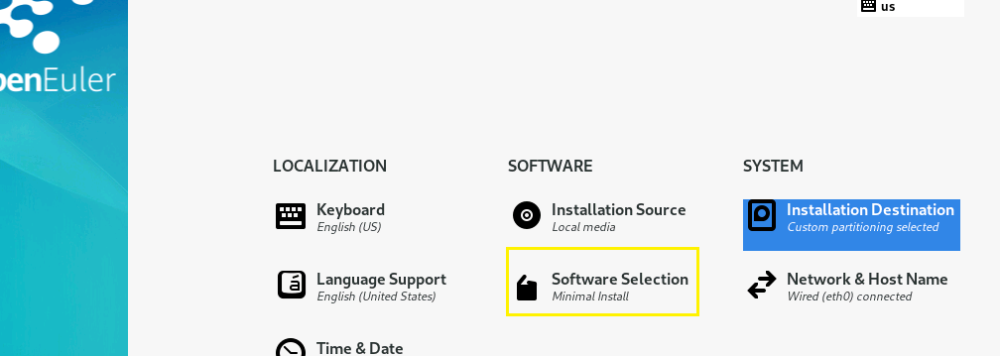 us
enEuler
LOCALIZATION
SOFTWARE
SYSTEM
Keyboard
English (US)
Installation Source
Local media
Installation Destination
Custom partitioning selected
Language Support
English (United States)
Software Selection
Minimal Install
Network & Host Name
Wired (eth0) connected
Time & Date